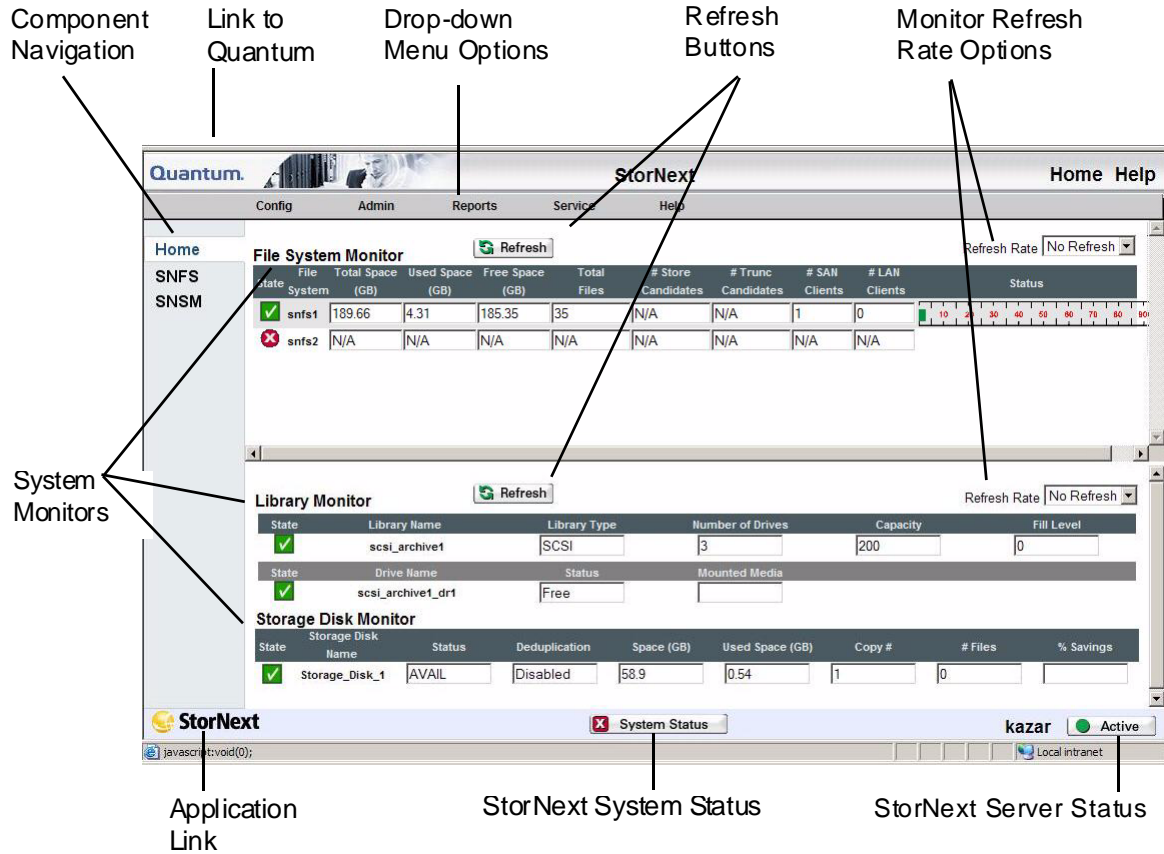 Component
Navigation
Link to
Quantum
Drop-down
Menu Options
Refresh
Buttons
Monitor Refresh
Rate Options
Quantum.
StorNext
Home Help
Config Admin Reports Service Help
Home
SNFS
SNSM
File System Monitor
Refresh
Refresh Rate No Refresh
State File System Total Space (GB) Used Space (GB) Free Space (GB) Total Files # Store Candidates # Trunc Candidates # SAN Clients # LAN Clients Status
snfs1 189.66 4.31 185.35 35 N/A N/A 1 0 10 20 30 40 50 60 70 80
snfs2 N/A N/A N/A N/A N/A N/A N/A N/A
System
Monitors
Library Monitor
Refresh
Refresh Rate No Refresh
State Library Name Library Type Number of Drives Capacity Fill Level
scsi_archive1 SCSI 3 200 0
State Drive Name Status Mounted Media
scsi_archive1_dr1 Free
Storage Disk Monitor
State Storage Disk Name Status Deduplication Space (GB) Used Space (GB) Copy # # Files % Savings
Storage_Disk_1 AVAIL Disabled 58.9 0.54 1 0
StorNext
System Status
kazar Active
javascript:void(0);
Local intranet
Application
Link
StorNext System Status
StorNext Server Status